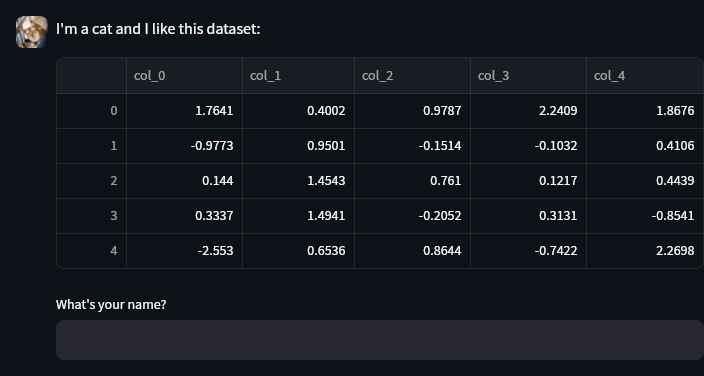 I'm a cat and I like this dataset:
col_0 col_1 col_2 col_3 col_4
0 1.7641 0.4002 0.9787 2.2409 1.8676
1 -0.9773 0.9501 -0.1514 -0.1032 0.4106
2 0.144 1.4543 0.761 0.1217 0.4439
3 0.3337 1.4941 -0.2052 0.3131 -0.8541
4 -2.553 0.6536 0.8644 -0.7422 2.2698
What's your name?